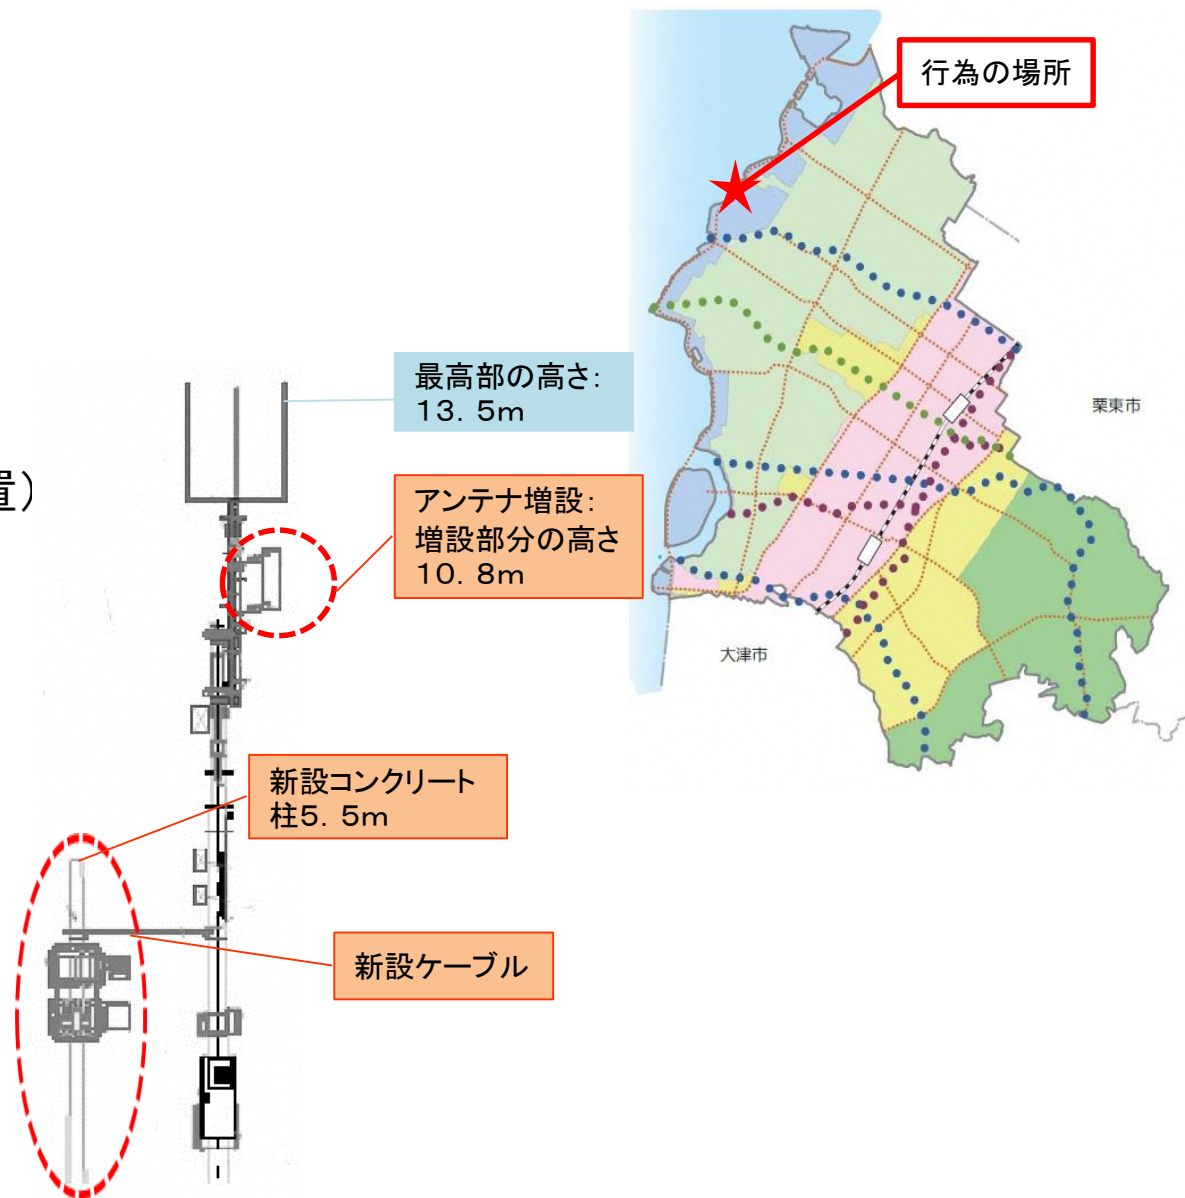 行為の場所
最高部の高さ：
１３．５ｍ
栗東市
置）
アンテナ増設：
増設部分の高さ
１０．８ｍ
大津市
新設コンクリート
柱５．５ｍ
新設ケーブル